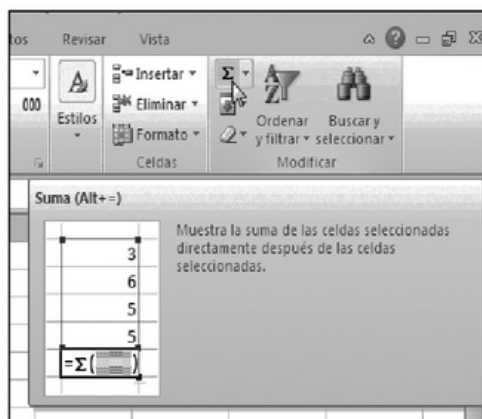 tos Revisar Vista
000
Estilos
Insertar
Eliminar
Formato
Celdas
Σ
A
Z
Ordenar
y filtrar
Buscar y
seleccionar
Modificar
Suma (Alt+=)
Muestra la suma de las celdas seleccionadas
directamente después de las celdas
seleccionadas.
3
6
5
5
=Σ( )